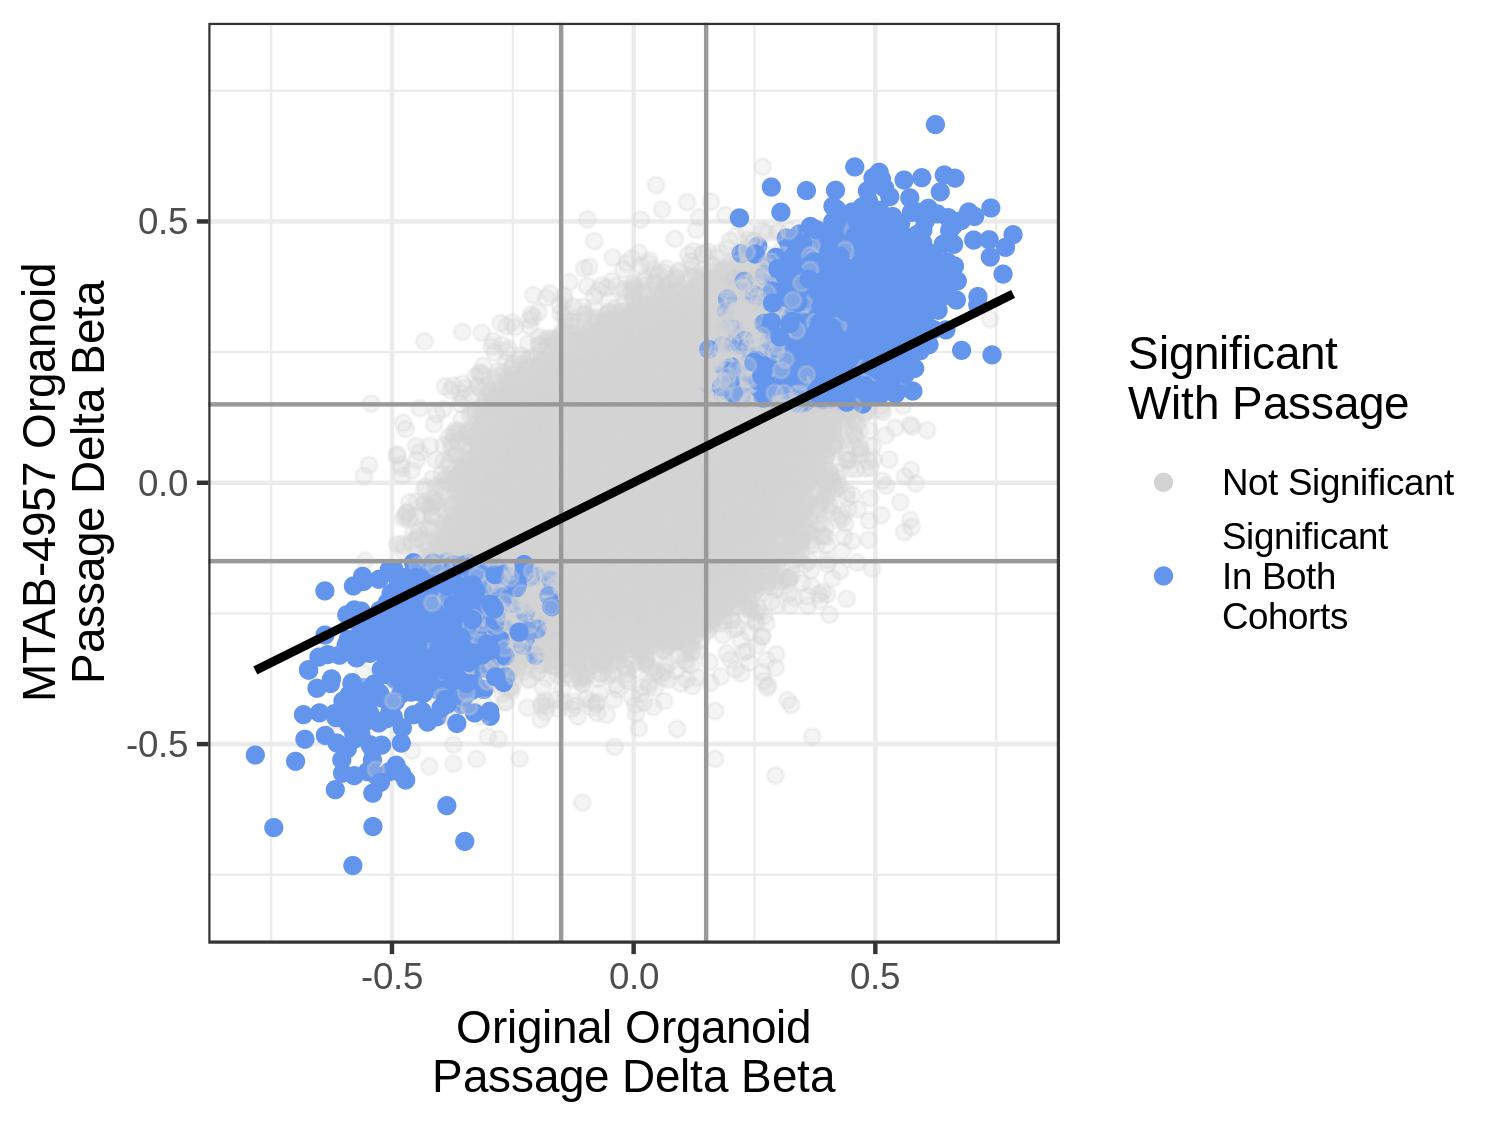 MTAB-4957 Organoid
Passage Delta Beta
0.5
0.0
-0.5
-0.5
0.0
0.5
Original Organoid
Passage Delta Beta
Significant
With Passage
Not Significant
Significant
In Both
Cohorts